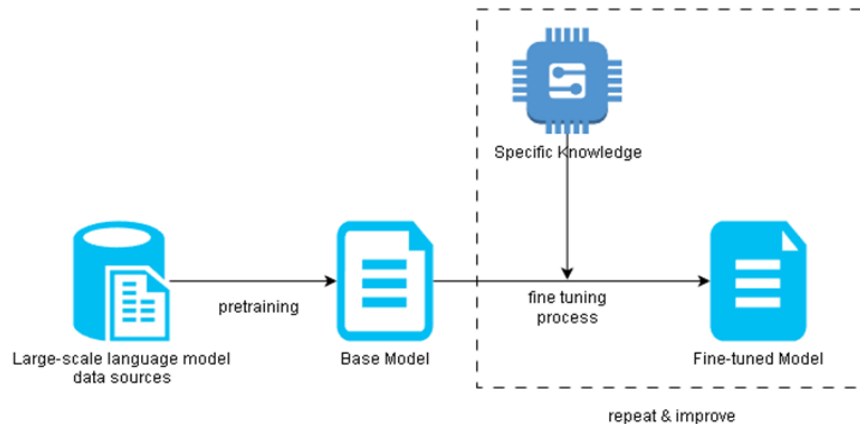 Specific Knowledge
pretraining
fine tuning
process
Large-scale language model
data sources
Base Model
Fine-tuned Model
repeat & improve